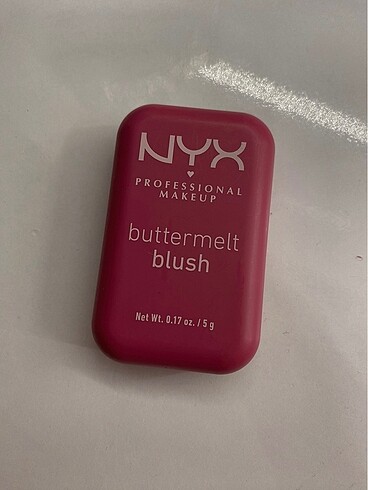 NYX
PROFESSIONAL
MAKEUP
buttermelt
blush
Net Wt. 0.17 oz. / 5 g